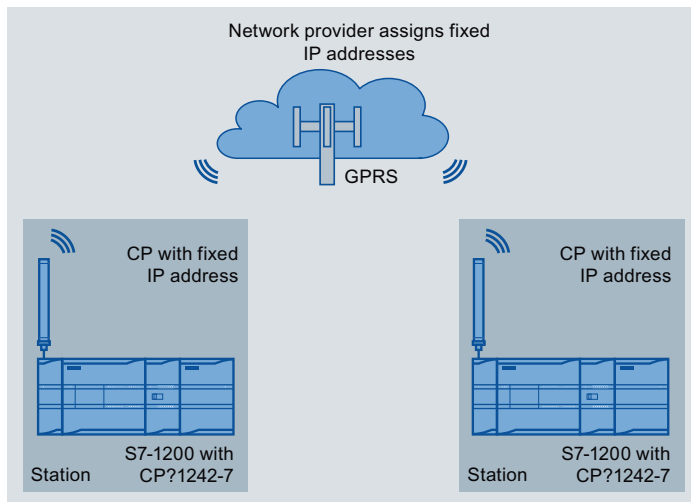 Network provider assigns fixed
IP addresses
GPRS
CP with fixed
IP address
S7-1200 with
Station CP?1242-7
CP with fixed
IP address
S7-1200 with
Station CP?1242-7